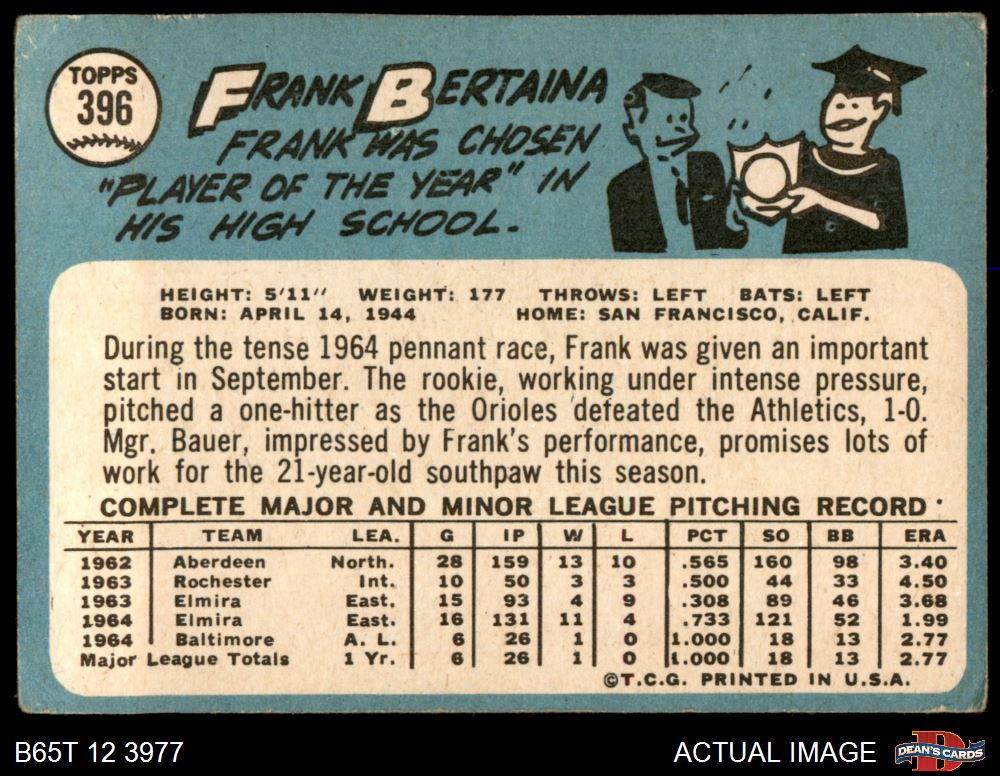 TOPPS
396
FRANK BERTAINA
FRANK WAS CHOSEN
"PLAYER OF THE YEAR" IN
HIS HIGH SCHOOL.
HEIGHT: 5'11" WEIGHT: 177 THROWS: LEFT BATS: LEFT
BORN: APRIL 14, 1944 HOME: SAN FRANCISCO, CALIF.
During the tense 1964 pennant race, Frank was given an important
start in September. The rookie, working under intense pressure,
pitched a one-hitter as the Orioles defeated the Athletics, 1-0.
Mgr. Bauer, impressed by Frank's performance, promises lots of
work for the 21-year-old southpaw this season.
COMPLETE MAJOR AND MINOR LEAGUE PITCHING RECORD
YEAR TEAM LEA. G IP W L PCT SO BB ERA
1962 Aberdeen North. 28 159 13 10 .565 160 98 3.40
1963 Rochester Int. 10 50 3 3 .500 44 33 4.50
1963 Elmira East. 15 93 4 9 .308 89 46 3.68
1964 Elmira East. 16 131 11 4 .733 121 52 1.99
1964 Baltimore A. L. 6 26 1 0 1.000 18 13 2.77
Major League Totals 1 Yr. 6 26 1 0 1.000 18 13 2.77
©T.C.G. PRINTED IN U.S.A.
B65T 12 3977 ACTUAL IMAGE D DEAN'S CARDS